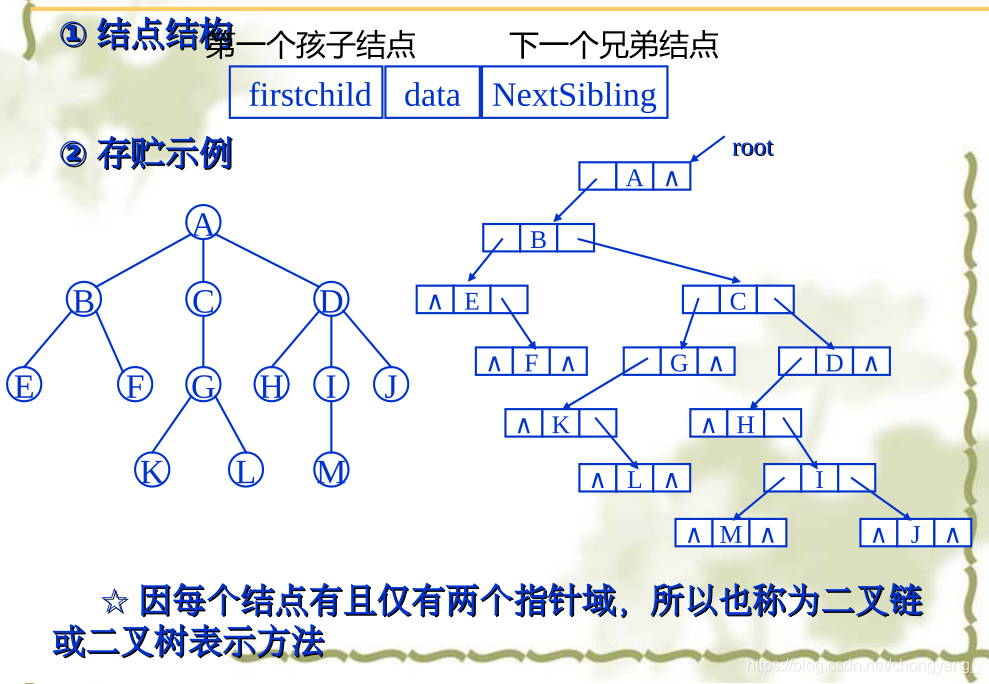 ① 结点结构
第一个孩子结点 下一个兄弟结点
firstchild data NextSibling
② 存贮示例
root
A ∧
A
B
B C D
∧ E
C
E F G H I J
∧ F ∧
G ∧
D ∧
∧ K
∧ H
K L M
∧ L ∧
I
∧ M ∧
∧ J ∧
☆ 因每个结点有且仅有两个指针域，所以也称为二叉链
或二叉树表示方法
https://blog.csdn.net/chongyang_